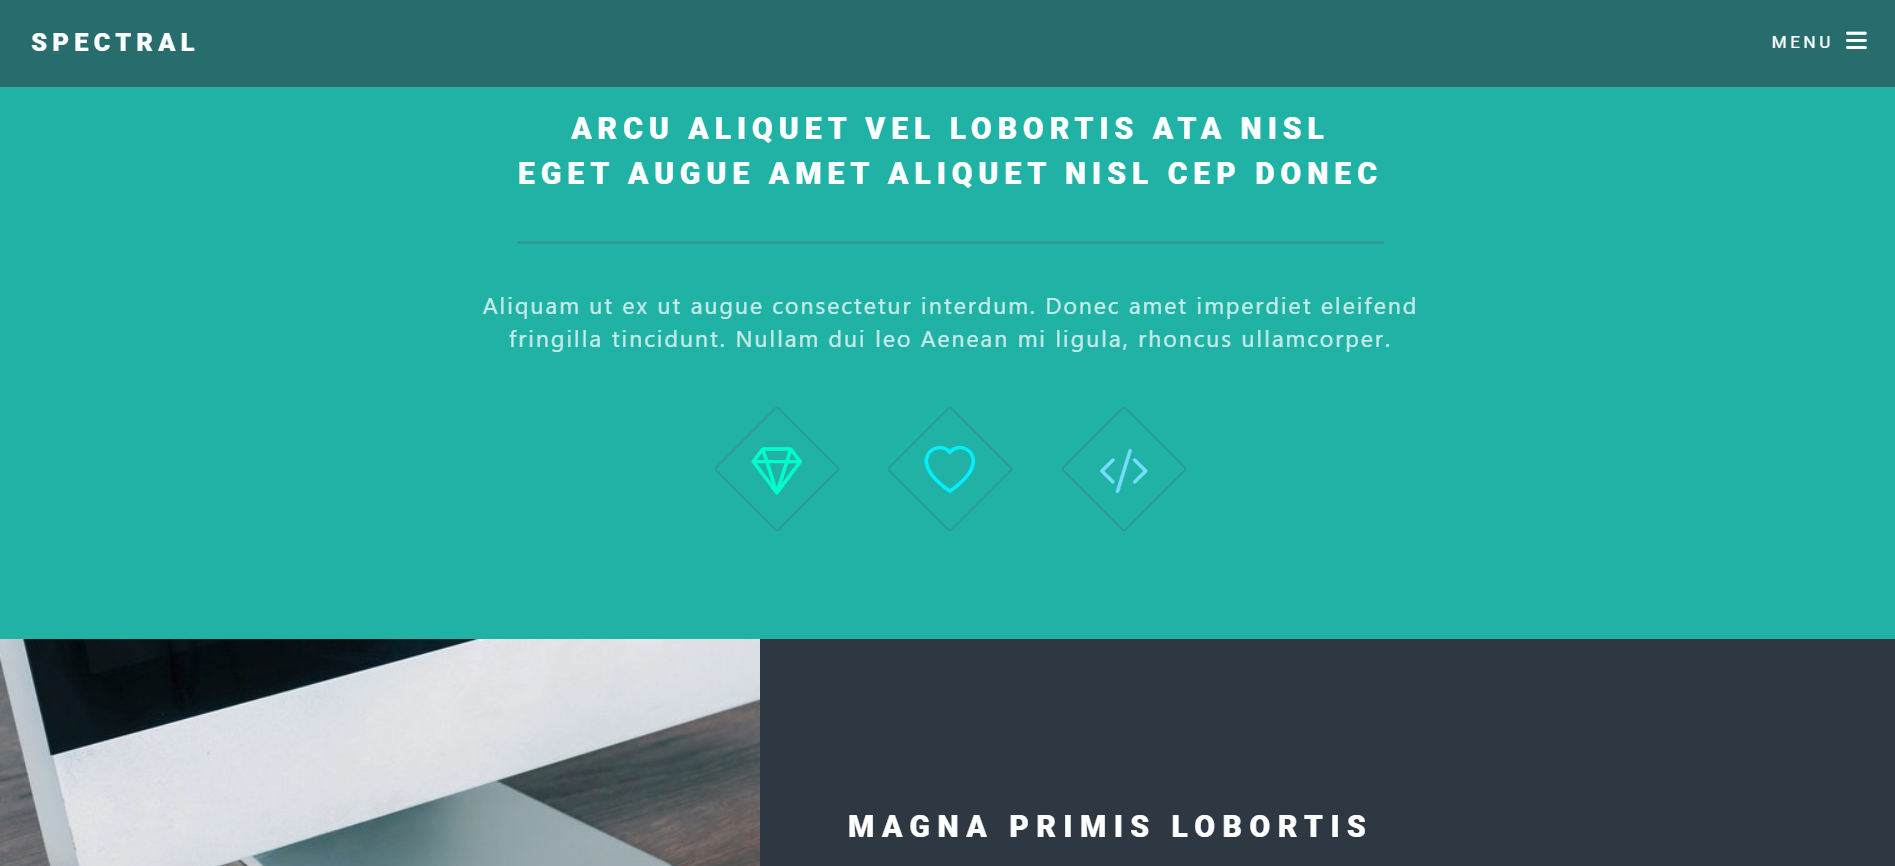 SPECTRAL
MENU
ARCU ALIQUET VEL LOBORTIS ATA NISL
EGET AUGUE AMET ALIQUET NISL CEP DONEC
Aliquam ut ex ut augue consectetur interdum. Donec amet imperdiet eleifend
fringilla tincidunt. Nullam dui leo Aenean mi ligula, rhoncus ullamcorper.
MAGNA PRIMIS LOBORTIS